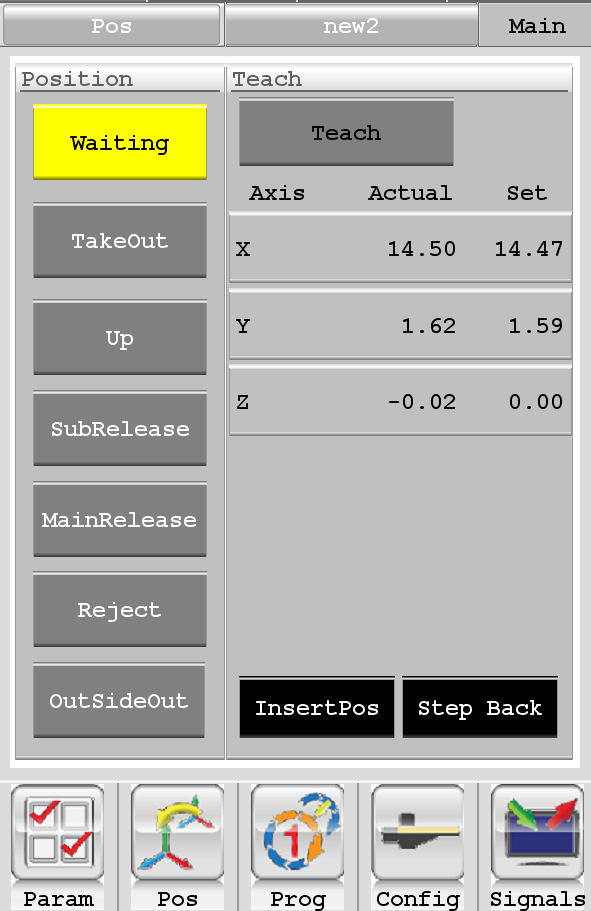 Pos new2 Main
Position
Waiting
TakeOut
Up
SubRelease
MainRelease
Reject
OutSideOut
Teach
Teach
Axis Actual Set
X 14.50 14.47
Y 1.62 1.59
Z -0.02 0.00
InsertPos Step Back
1
Param Pos Prog Config Signals